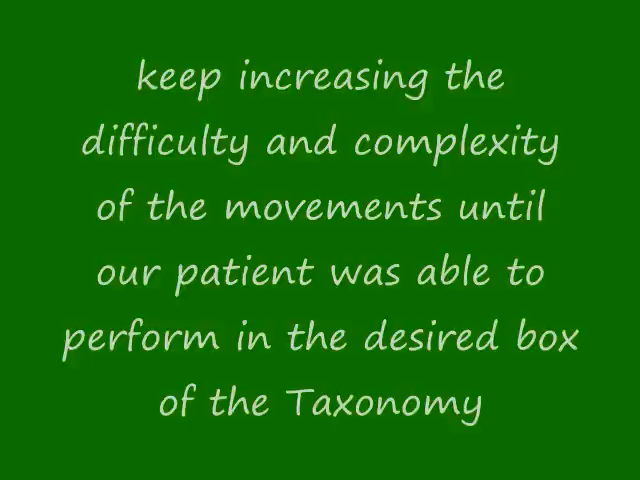 keep increasing the
difficulty and complexity
of the movements until
our patient was able to
perform in the desired box
of the Taxonomy